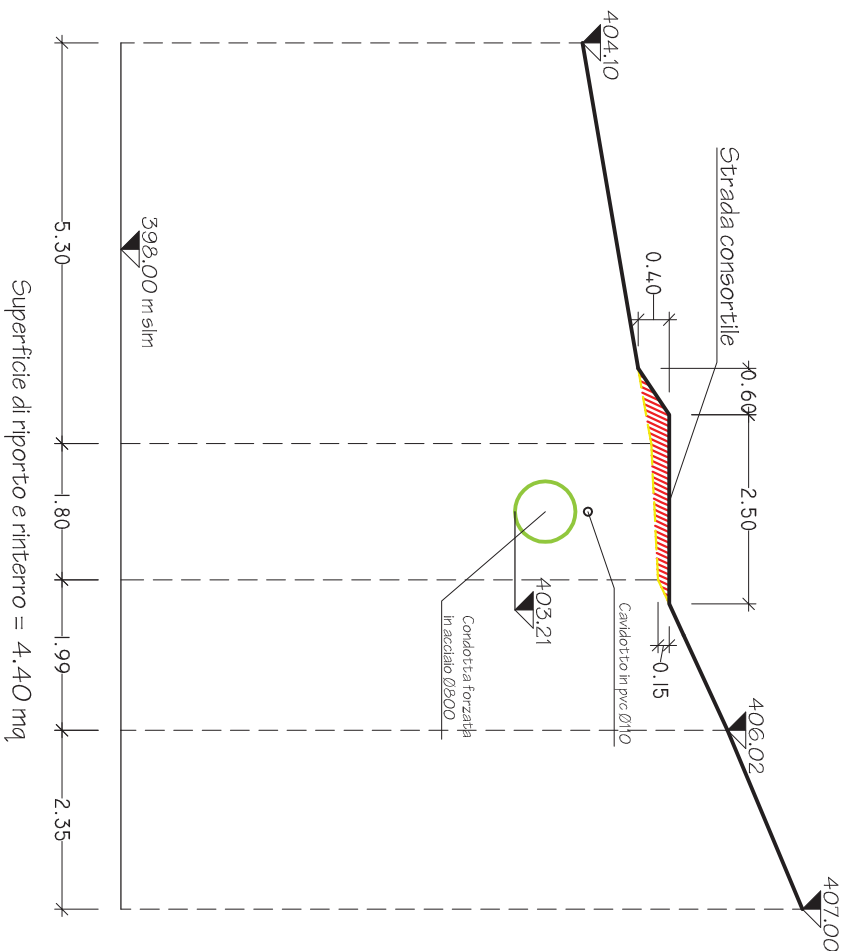 404.10
Strada consortile
0.40
0.60
2.50
0.15
406.02
407.00
403.21
Cavidotto in pvc Ø110
Condotta forzata
in acciaio Ø800
398.00 m slm
5.30
1.80
1.99
2.35
Superficie di riporto e rinterro = 4.40 mq